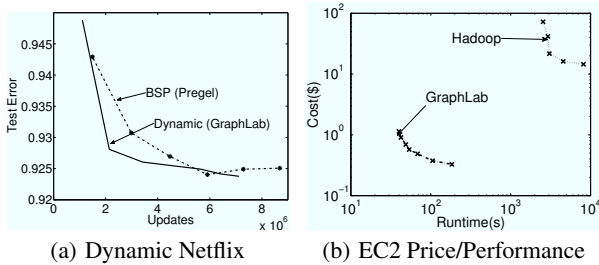 0.945
0.94
0.935
0.93
0.925
0.92
Test Error
BSP (Pregel)
Dynamic (GraphLab)
0 2 4 6 8
Updates
x 10^6
(a) Dynamic Netflix
10^2
10^1
10^0
10^−1
Cost($)
Hadoop
GraphLab
10^1 10^2 10^3 10^4
Runtime(s)
(b) EC2 Price/Performance